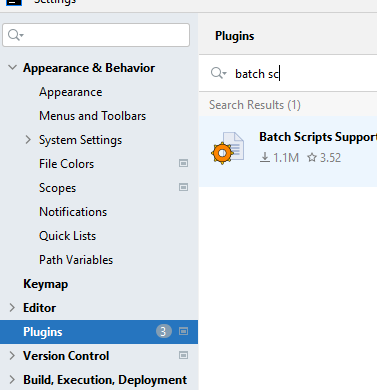 Settings
Appearance & Behavior
Appearance
Menus and Toolbars
System Settings
File Colors
Scopes
Notifications
Quick Lists
Path Variables
Keymap
Editor
Plugins 3
Version Control
Build, Execution, Deployment
Plugins
batch sc
Search Results (1)
Batch Scripts Support
1.1M 3.52